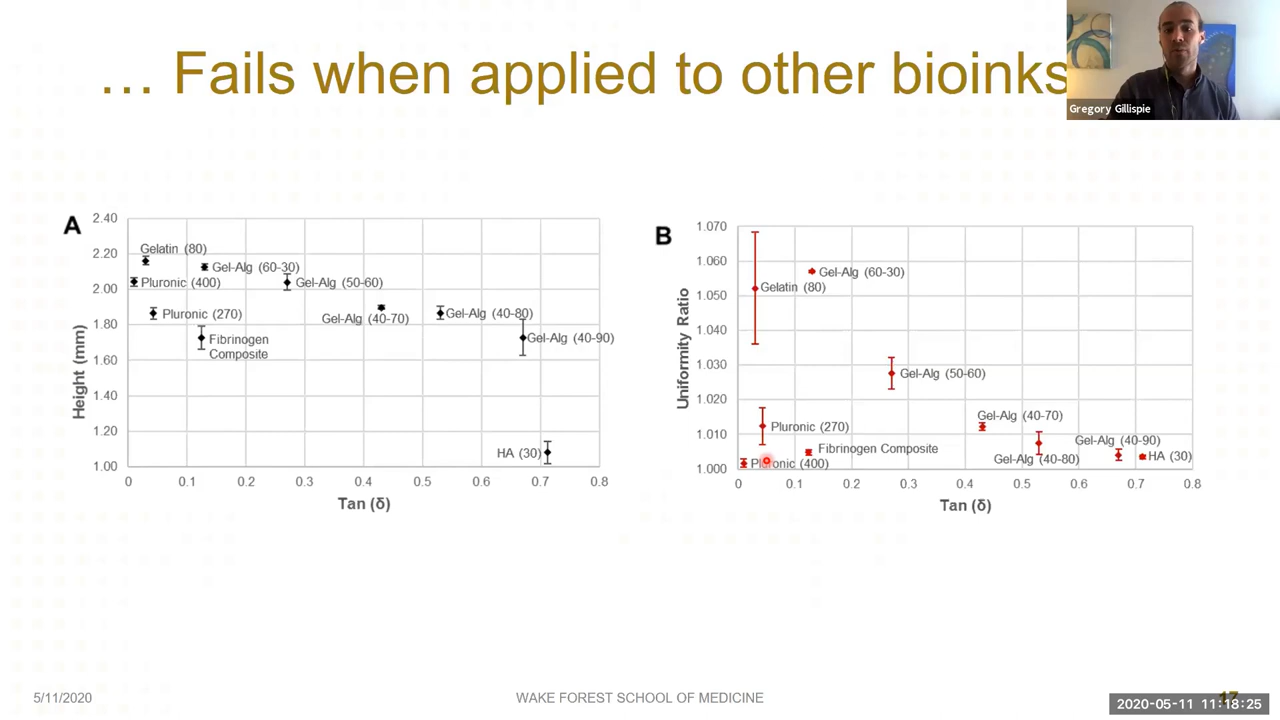 … Fails when applied to other bioinks
Gregory Gillispie
A
2.40
2.20
2.00
1.80
1.60
1.40
1.20
1.00
Height (mm)
Gelatin (80)
Gel-Alg (60-30)
Pluronic (400)
Gel-Alg (50-60)
Pluronic (270)
Gel-Alg (40-70)
Gel-Alg (40-80)
Fibrinogen
Composite
Gel-Alg (40-90)
HA (30)
0 0.1 0.2 0.3 0.4 0.5 0.6 0.7 0.8
Tan (δ)
B
1.070
1.060
1.050
1.040
1.030
1.020
1.010
1.000
Uniformity Ratio
Gel-Alg (60-30)
Gelatin (80)
Gel-Alg (50-60)
Gel-Alg (40-70)
Pluronic (270)
Gel-Alg (40-90)
Fibrinogen Composite
HA (30)
Gel-Alg (40-80)
Pluronic (400)
0 0.1 0.2 0.3 0.4 0.5 0.6 0.7 0.8
Tan (δ)
5/11/2020
WAKE FOREST SCHOOL OF MEDICINE
17
2020-05-11 11:18:25